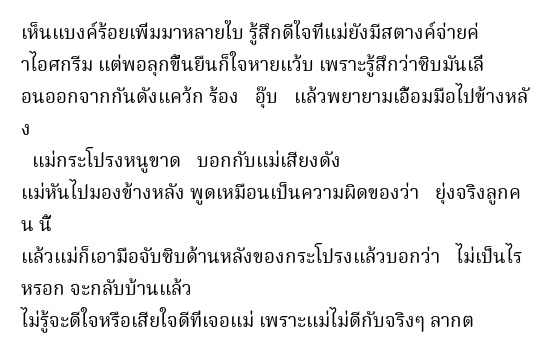 เห็นแบงค์ร้อยเพิ่มมาหลายใบ รู้สึกดีใจที่แม่ยังมีสตางค์จ่ายค่
าไอศกรีม แต่พอลุกขึ้นยืนก็ใจหายแว้บ เพราะรู้สึกว่าซิบมันเลื่
อนออกจากกันดังแคว้ก ร้อง อุ๊บ แล้วพยายามเอื้อมมือไปข้างหลั
ง
แม่กระโปรงหนูขาด บอกกับแม่เสียงดัง
แม่หันไปมองข้างหลัง พูดเหมือนเป็นความผิดของว่า ยุ่งจริงลูกค
น นี้
แล้วแม่ก็เอามือจับซิบด้านหลังของกระโปรงแล้วบอกว่า ไม่เป็นไร
หรอก จะกลับบ้านแล้ว
ไม่รู้จะดีใจหรือเสียใจดีที่เจอแม่ เพราะแม่ไม่ดีกับจริงๆ ลากต